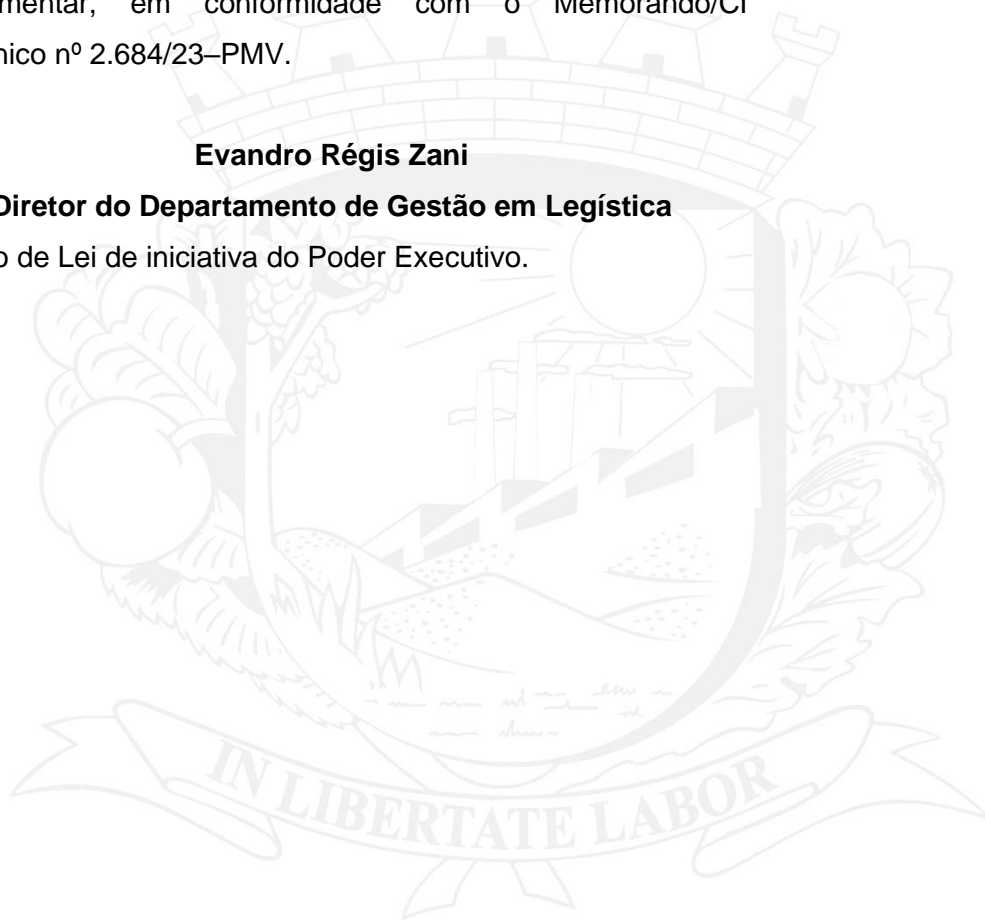 mentar, em conformidade com o Memorando/CI
nico nº 2.684/23–PMV.
Evandro Régis Zani
Diretor do Departamento de Gestão em Legística
o de Lei de iniciativa do Poder Executivo.
IN LIBERTATE LABOR